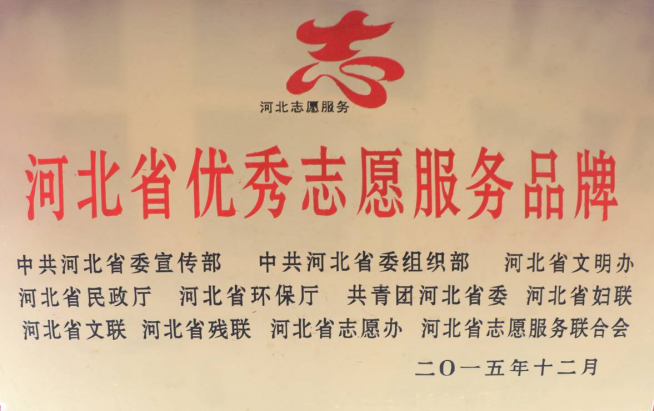 志
河北志愿服务
河北省优秀志愿服务品牌
中共河北省委宣传部 中共河北省委组织部 河北省文明办
河北省民政厅 河北省环保厅 共青团河北省委 河北省妇联
河北省文联 河北省残联 河北省志愿办 河北省志愿服务联合会
二〇一五年十二月